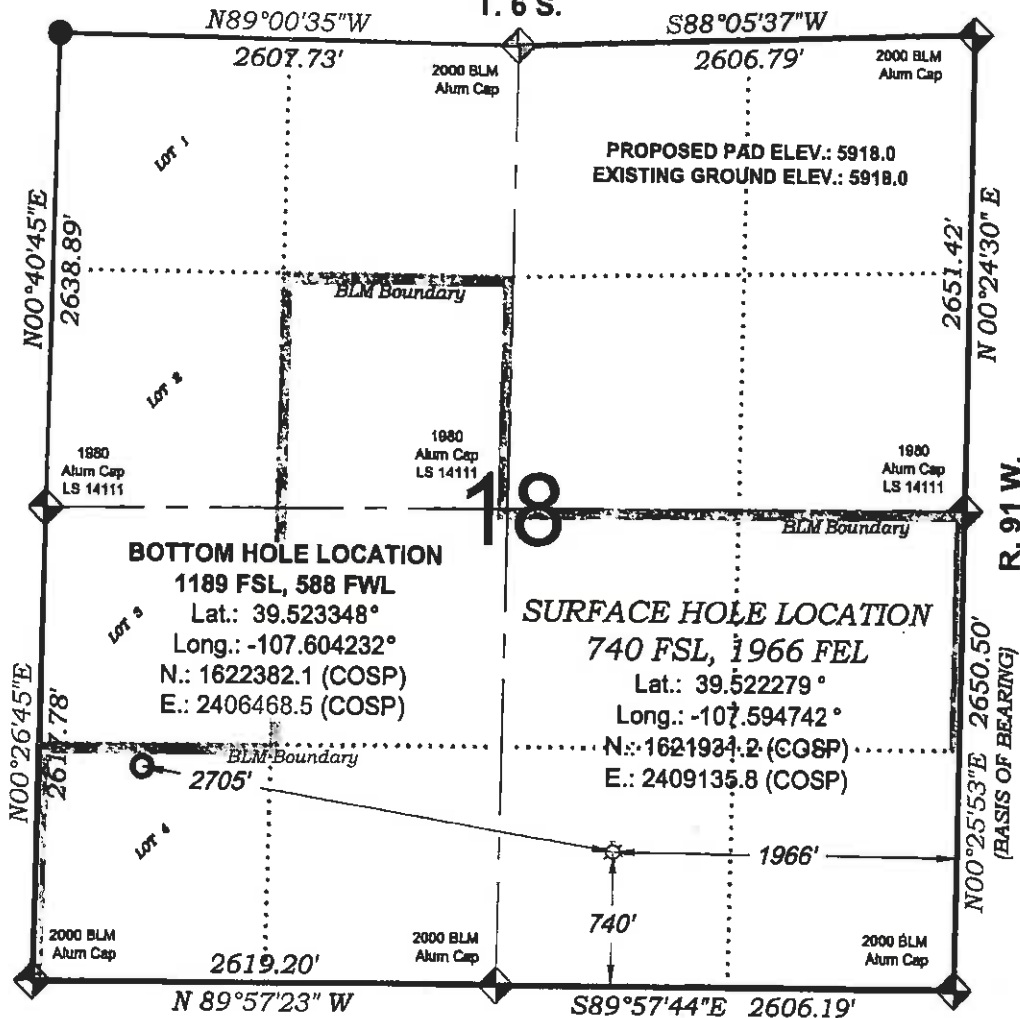 T. 6 S.
N89°00'35"W
S88°05'37"W
2607.73'
2606.79'
2000 BLM
Alum Cap
2000 BLM
Alum Cap
LOT 1
PROPOSED PAD ELEV.: 5918.0
EXISTING GROUND ELEV.: 5918.0
N00°40'45"E
2638.89'
2651.42'
N 00°24'30" E
BLM Boundary
LOT 2
1980
Alum Cap
LS 14111
1980
Alum Cap
LS 14111
1980
Alum Cap
LS 14111
18
R. 91 W.
BLM Boundary
BOTTOM HOLE LOCATION
1189 FSL, 588 FWL
Lat.: 39.523348°
Long.: -107.604232°
N.: 1622382.1 (COSP)
E.: 2406468.5 (COSP)
LOT 3
SURFACE HOLE LOCATION
740 FSL, 1966 FEL
Lat.: 39.522279°
Long.: -107.594742°
N.: 1621931.2 (COSP)
E.: 2409135.8 (COSP)
N00°26'45"E
N00°25'53"E 2650.50'
(BASIS OF BEARING)
BLM Boundary
2705'
LOT 4
1966'
740'
2000 BLM
Alum Cap
2000 BLM
Alum Cap
2000 BLM
Alum Cap
2619.20'
N 89°57'23" W
S89°57'44"E 2606.19'